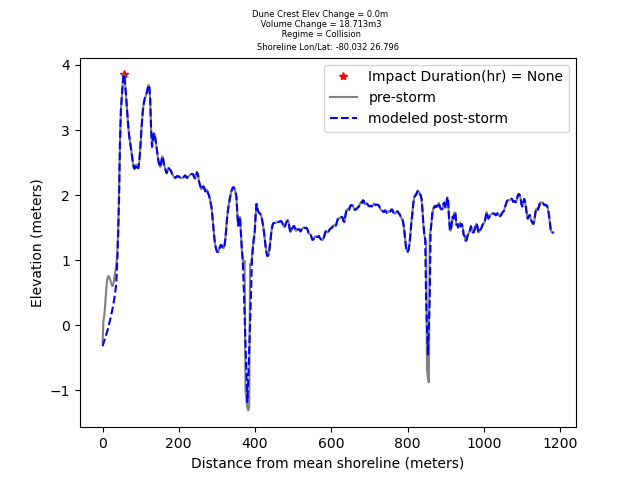 Dune Crest Elev Change = 0.0m
Volume Change = 18.713m3
Regime = Collision
Shoreline Lon/Lat: -80.032 26.796
Impact Duration(hr) = None
pre-storm
modeled post-storm
Elevation (meters)
4
3
2
1
0
−1
0 200 400 600 800 1000 1200
Distance from mean shoreline (meters)